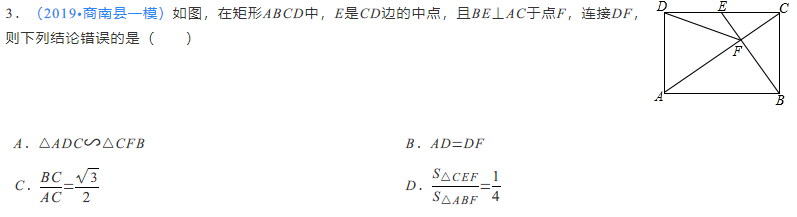 3．（2019•商南县一模）如图，在矩形ABCD中，E是CD边的中点，且BE⊥AC于点F，连接DF，
则下列结论错误的是（　　）
D E C
F
A B
A．△ADC∽△CFB
B．AD=DF
C．BC/AC=√3/2
D．S△CEF/S△ABF=1/4